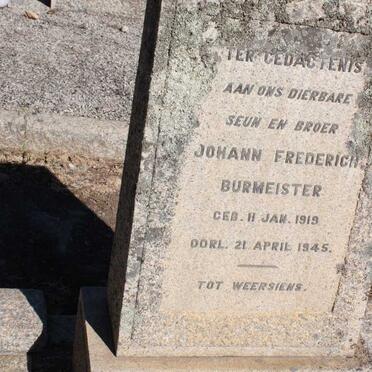 TER GEDACTENIS
AAN ONS DIERBARE
SEUN EN BROER
JOHANN FREDERICH
BURMEISTER
GEB. 11 JAN. 1919
OORL. 21 APRIL 1945.
TOT WEERSIENS.